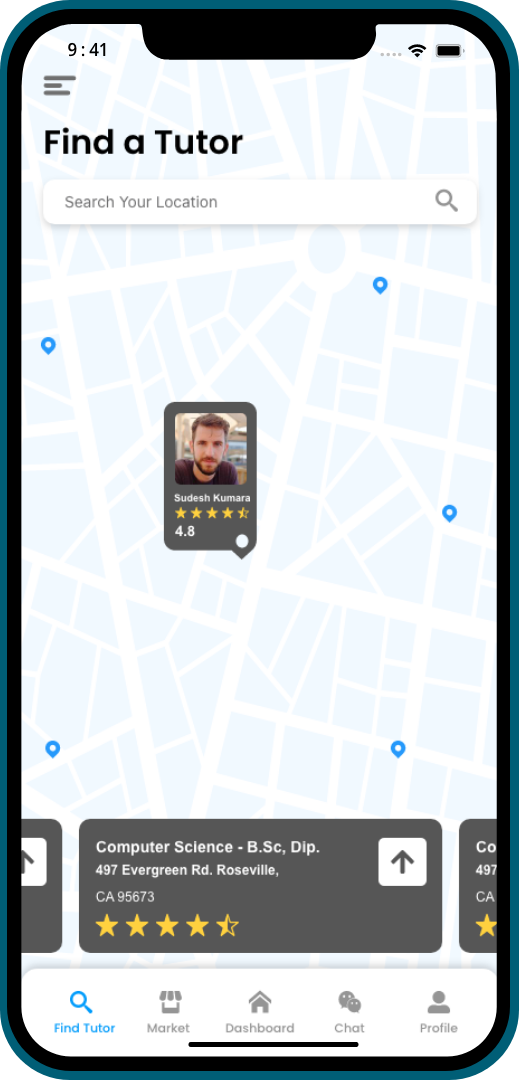 9:41
Find a Tutor
Search Your Location
Sudesh Kumara
4.8
Computer Science - B.Sc, Dip.
497 Evergreen Rd. Roseville,
CA 95673
Co
497
CA
Find Tutor
Market
Dashboard
Chat
Profile